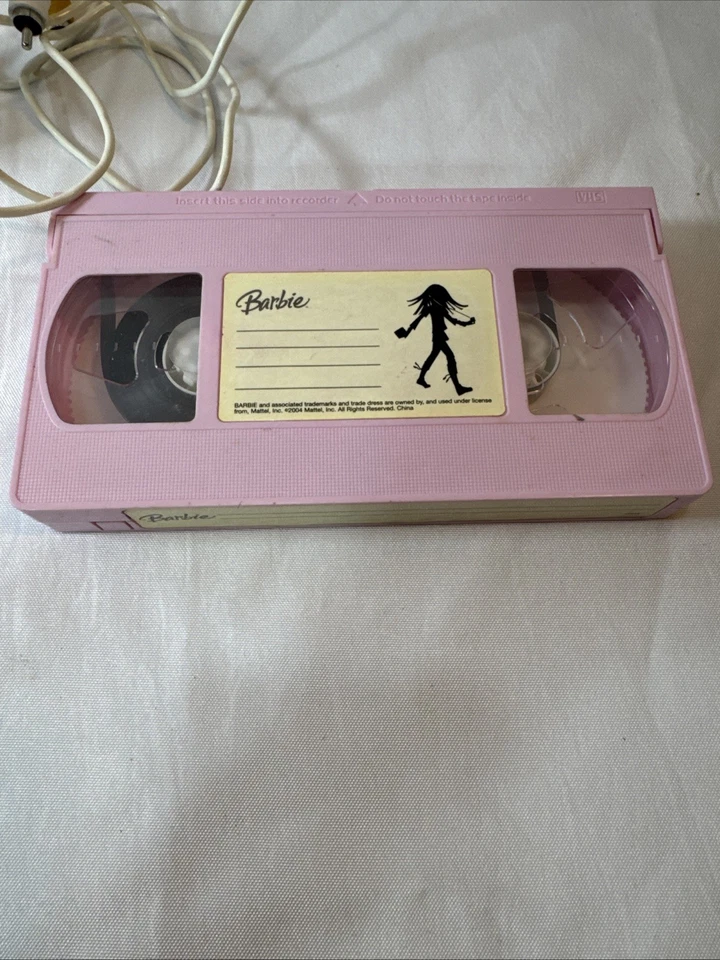 Insert this side into recorder Do not touch the tape inside VHS
Barbie
BARBIE and associated trademarks and trade dress are owned by, and used under license
from, Mattel, Inc. ©2004 Mattel, Inc. All Rights Reserved. China
Barbie